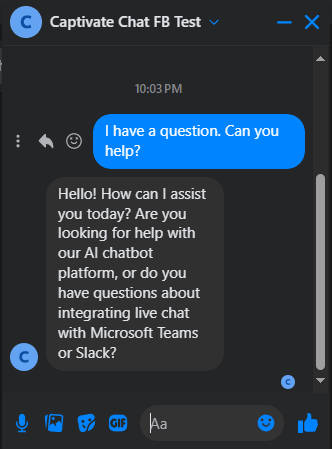 C Captivate Chat FB Test
10:03 PM
I have a question. Can you
help?
Hello! How can I assist
you today? Are you
looking for help with
our AI chatbot
platform, or do you
have questions about
integrating live chat
with Microsoft Teams
or Slack?
C
C
GIF
Aa